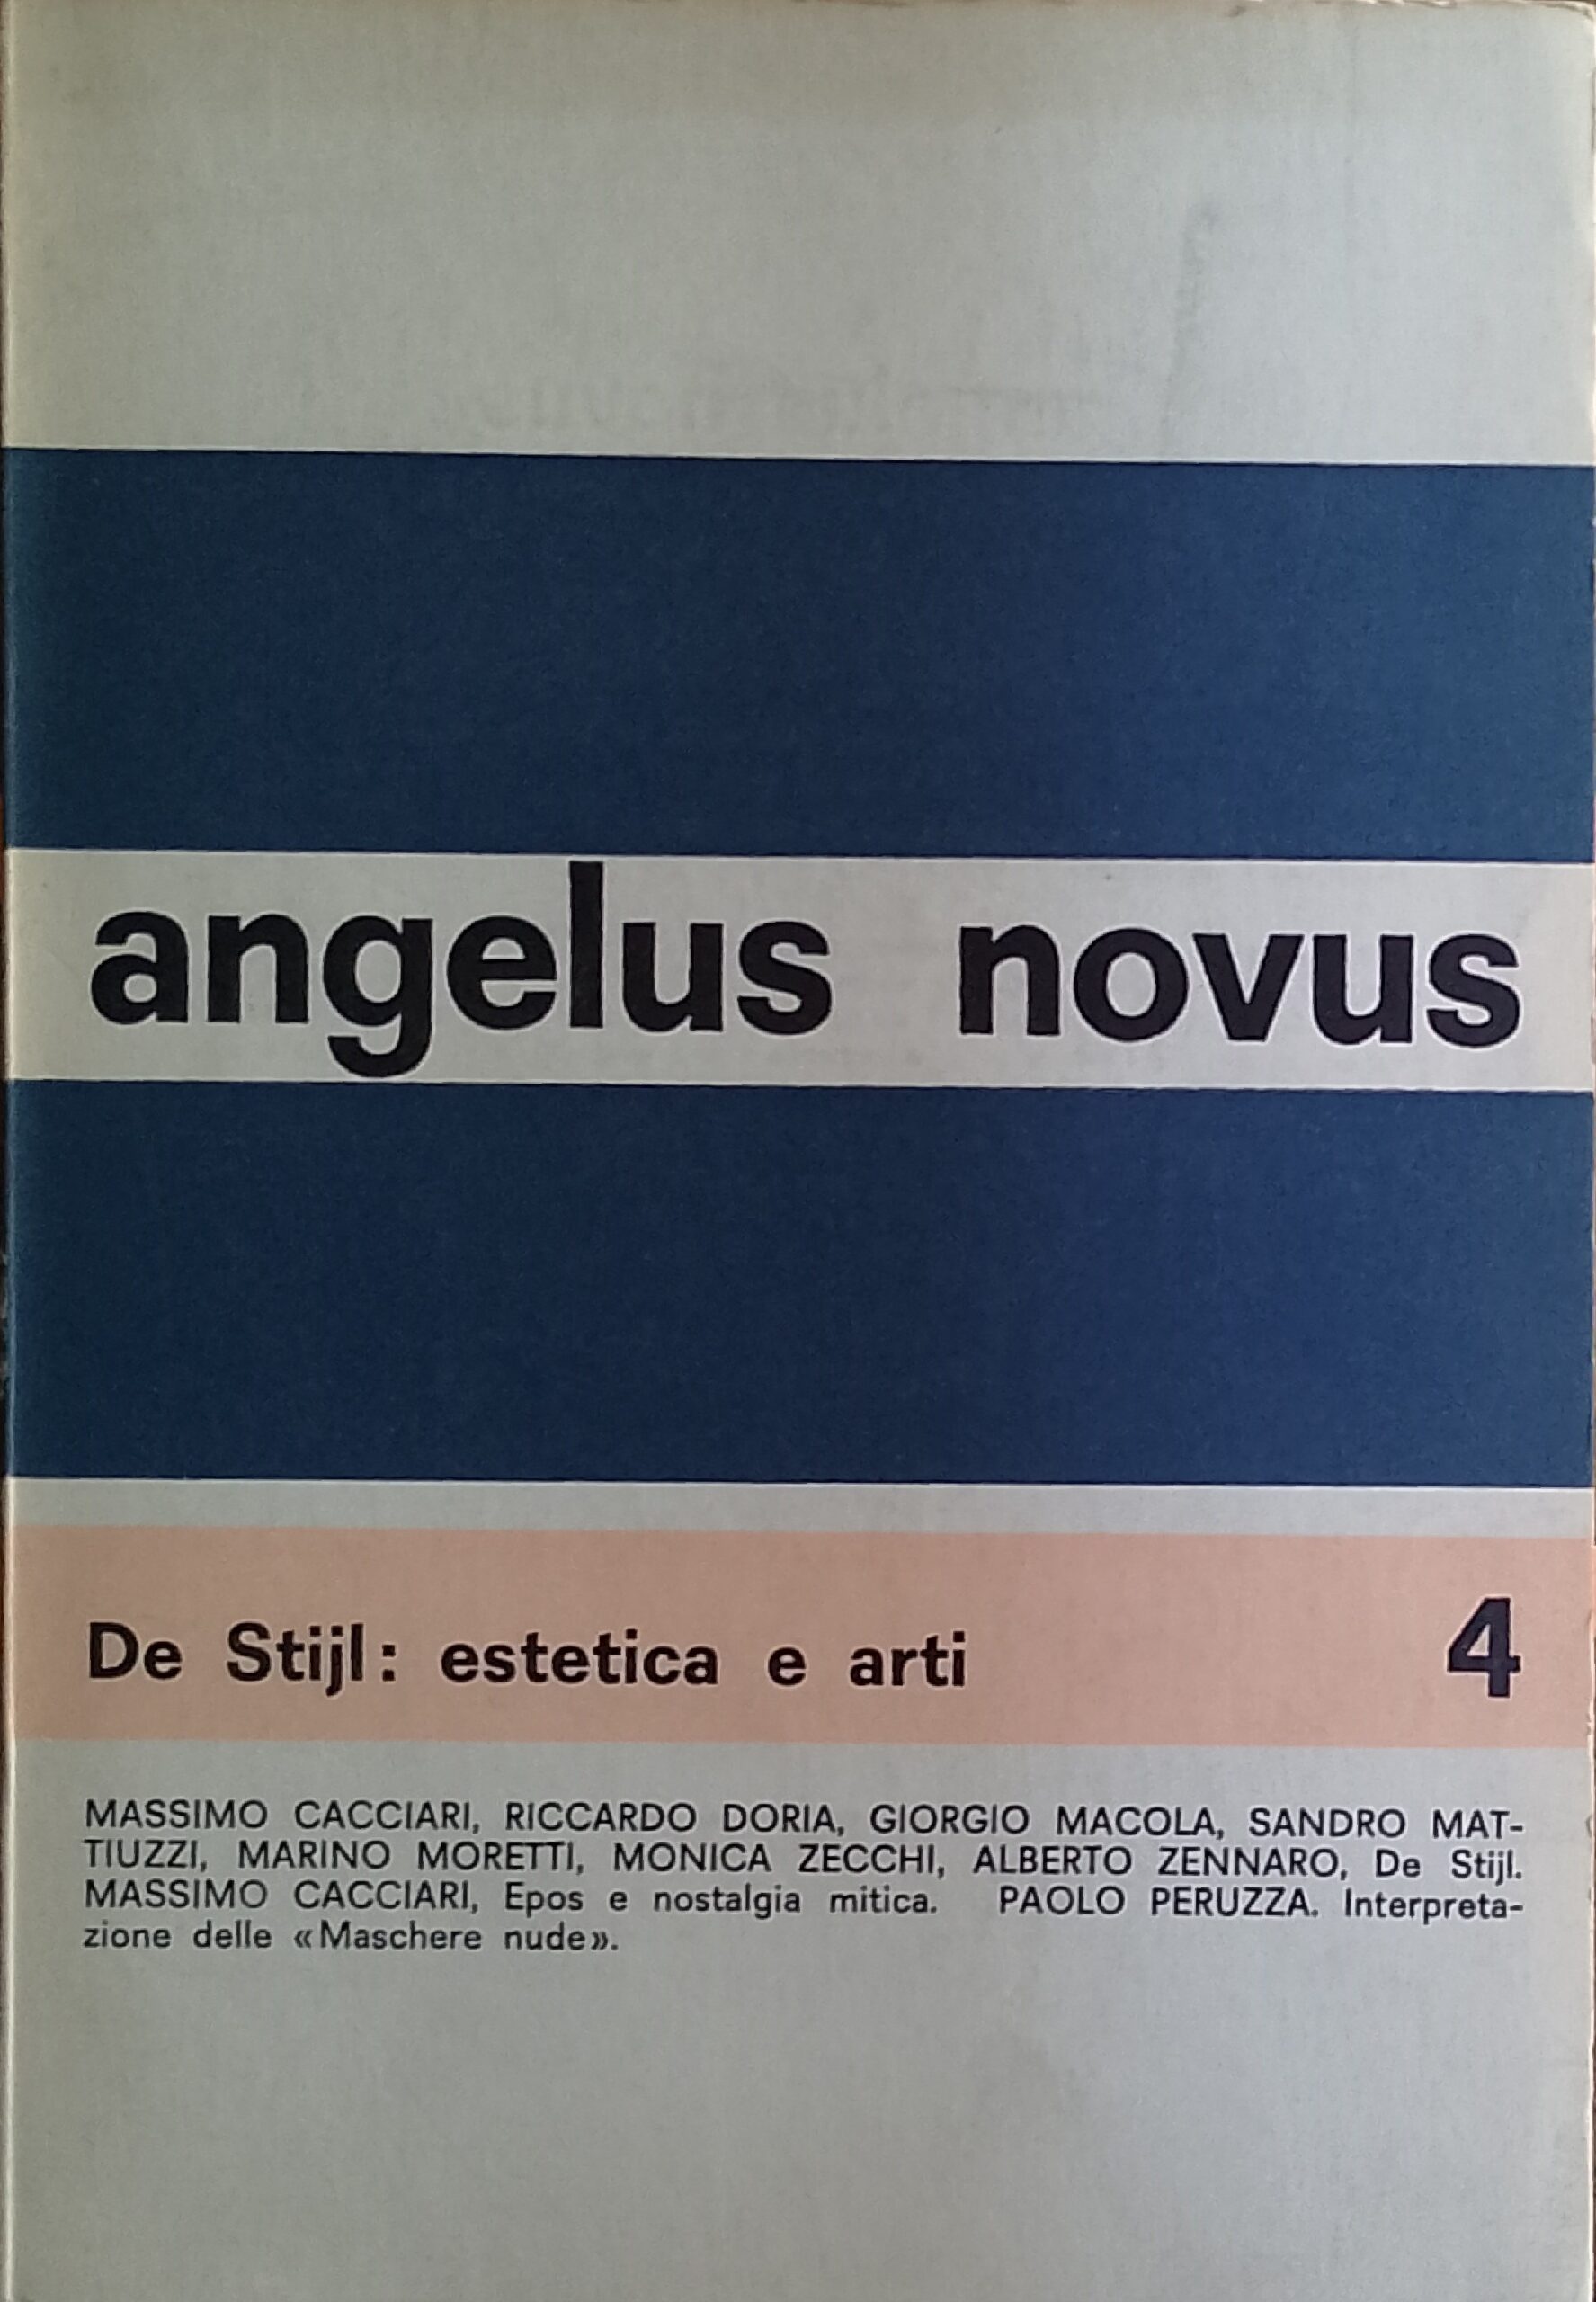 angelus novus
De Stijl: estetica e arti 4
MASSIMO CACCIARI, RICCARDO DORIA, GIORGIO MACOLA, SANDRO MAT-
TIUZZI, MARINO MORETTI, MONICA ZECCHI, ALBERTO ZENNARO, De Stijl.
MASSIMO CACCIARI, Epos e nostalgia mitica. PAOLO PERUZZA. Interpreta-
zione delle «Maschere nude».